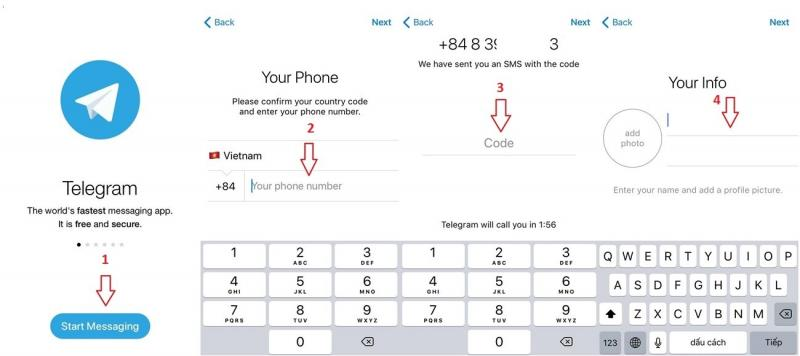 Telegram
The world's fastest messaging app.
It is free and secure.
1
Start Messaging
Back
Next
Your Phone
Please confirm your country code
and enter your phone number.
2
Vietnam
+84
Your phone number
1
2
ABC
3
DEF
4
GHI
5
JKL
6
MNO
7
PQRS
8
TUV
9
WXYZ
0
Back
Next
+84 8 39 3
We have sent you an SMS with the code
3
Code
Telegram will call you in 1:56
1
2
ABC
3
DEF
4
GHI
5
JKL
6
MNO
7
PQRS
8
TUV
9
WXYZ
0
Back
Next
Your Info
4
add
photo
Enter your name and add a profile picture.
Q W E R T Y U I O P
A S D F G H J K L
Z X C V B N M
123 dấu cách Tiếp